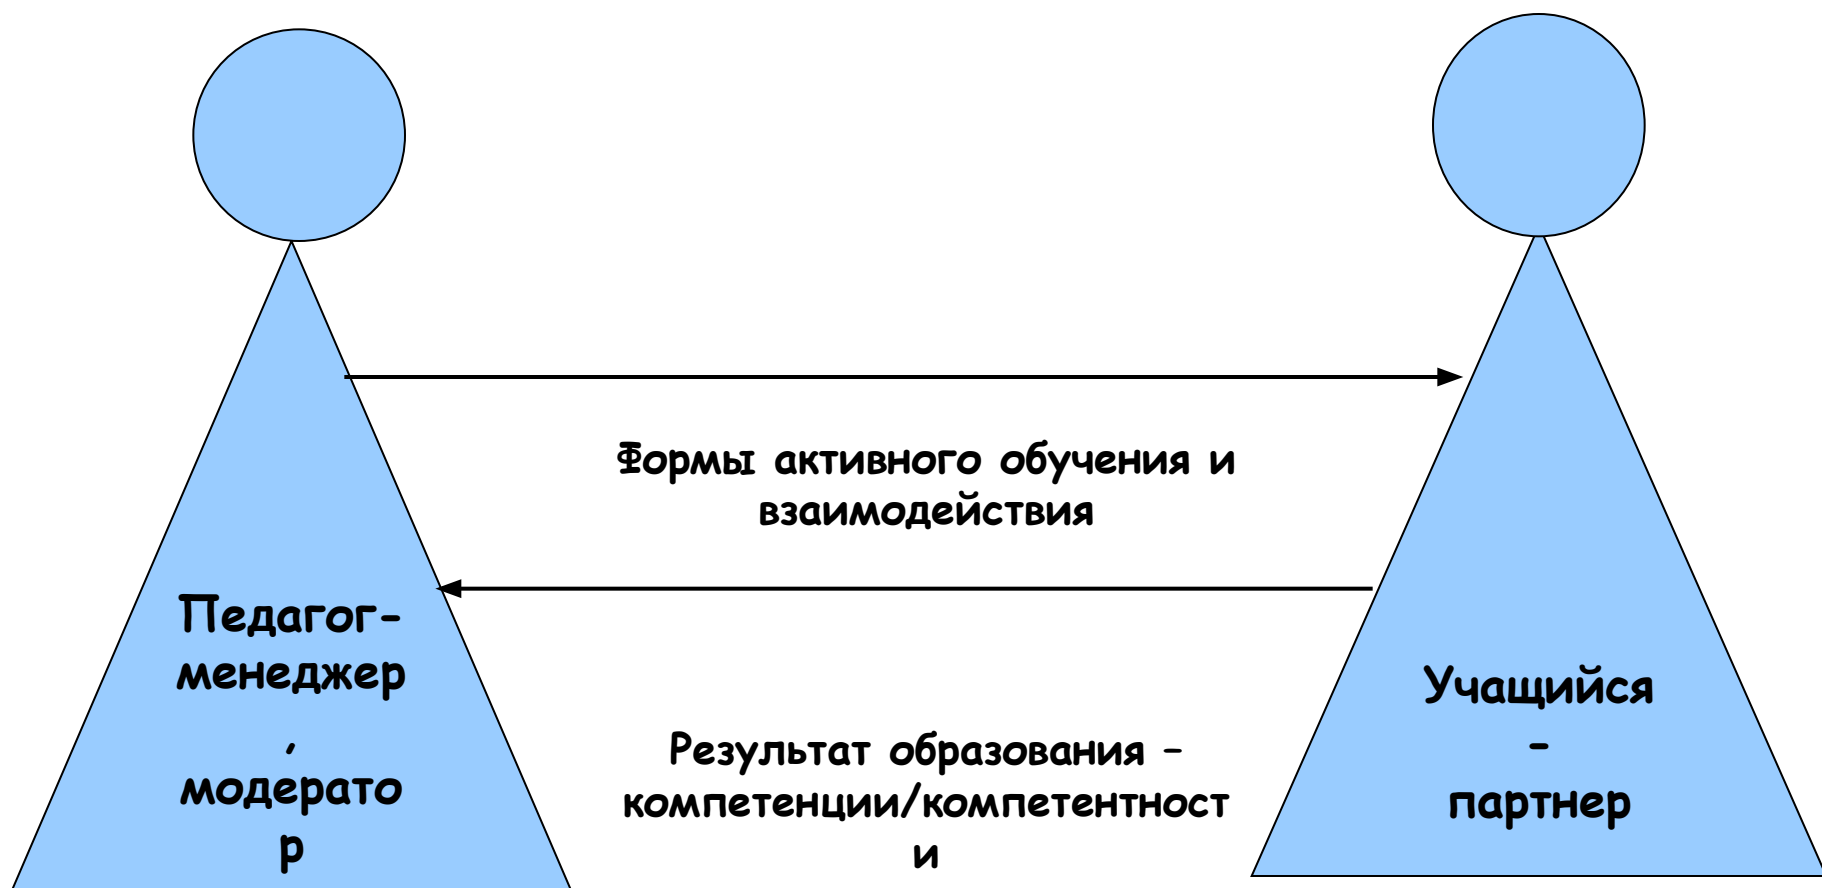 Формы активного обучения и
взаимодействия
Педагог-
менеджер
,
модерато
р
Учащийся
–
партнер
Результат образования –
компетенции/компетентност
и